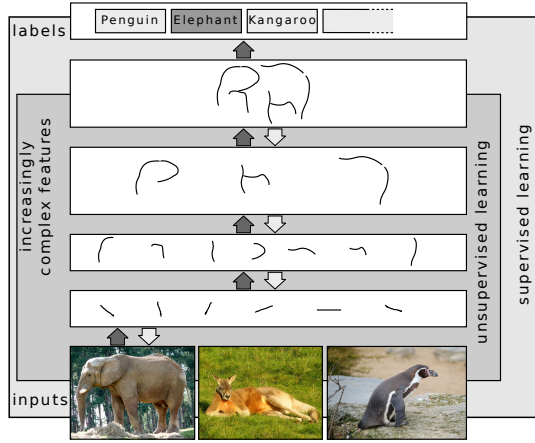 labels
Penguin
Elephant
Kangaroo
increasingly
complex features
unsupervised learning
supervised learning
inputs